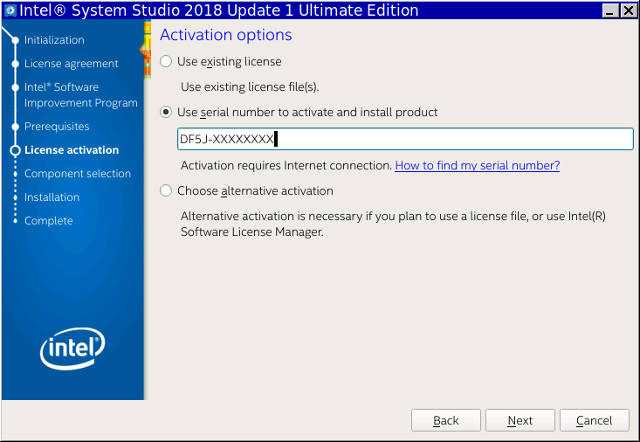 Intel® System Studio 2018 Update 1 Ultimate Edition
Initialization
License agreement
Intel® Software
Improvement Program
Prerequisites
License activation
Component selection
Installation
Complete
intel
Activation options
Use existing license
Use existing license file(s).
Use serial number to activate and install product
DF5J-XXXXXXXX
Activation requires Internet connection. How to find my serial number?
Choose alternative activation
Alternative activation is necessary if you plan to use a license file, or use Intel(R)
Software License Manager.
Back Next Cancel